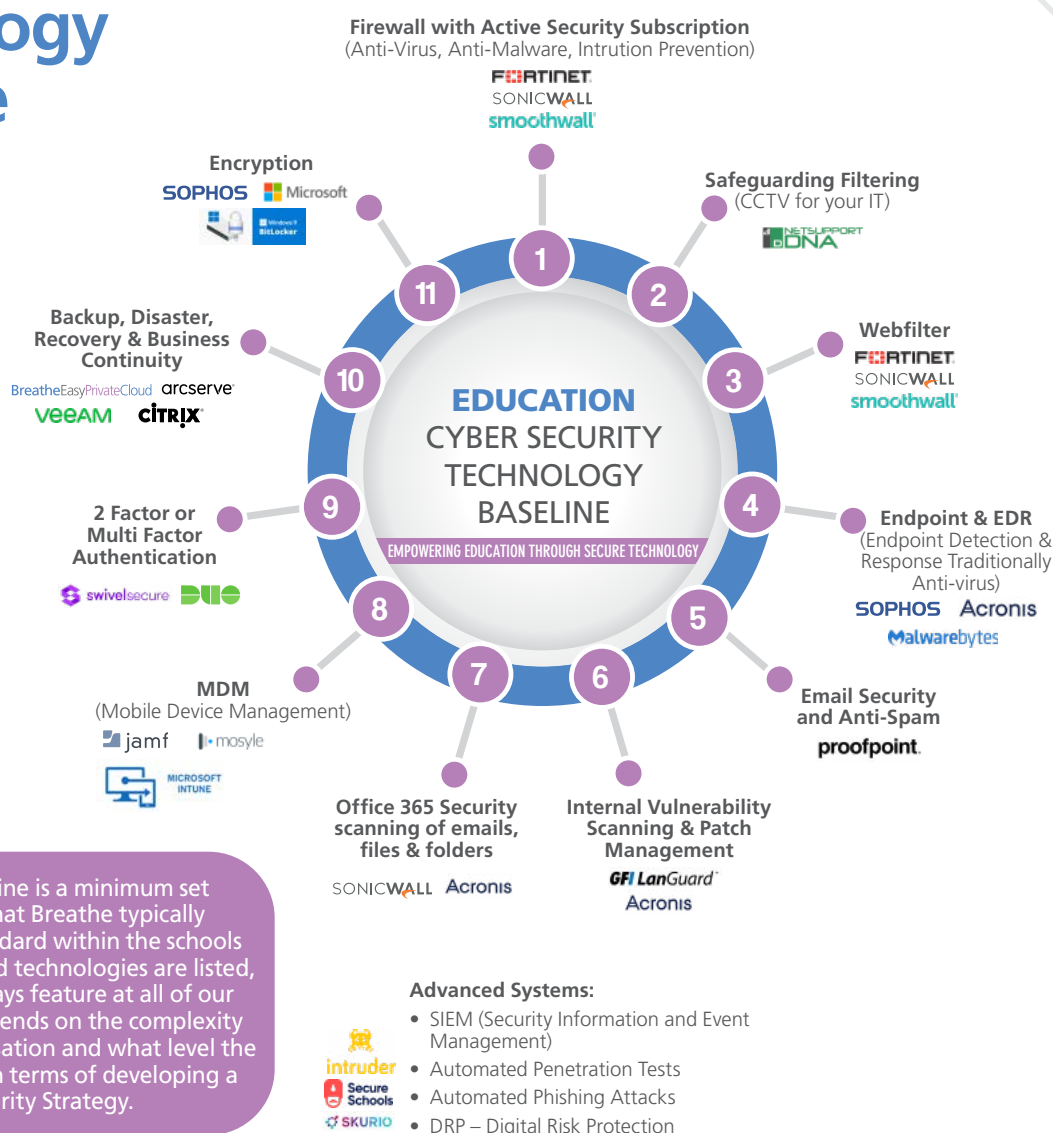 ology
e
Firewall with Active Security Subscription
(Anti-Virus, Anti-Malware, Intrution Prevention)
FORTINET
SONICWALL
smoothwall
Encryption
SOPHOS Microsoft
Windows
BitLocker
Safeguarding Filtering
(CCTV for your IT)
NETSUPPORT
DNA
1
2
11
Backup, Disaster,
Recovery & Business
Continuity
BreatheEasyPrivateCloud arcserve
veeAM CiTRIX
Webfilter
FORTINET
SONICWALL
smoothwall
3
10
EDUCATION
CYBER SECURITY
TECHNOLOGY
BASELINE
EMPOWERING EDUCATION THROUGH SECURE TECHNOLOGY
9
4
2 Factor or
Multi Factor
Authentication
swivelsecure DUO
Endpoint & EDR
(Endpoint Detection &
Response Traditionally
Anti-virus)
SOPHOS Acronis
Malwarebytes
8
5
7
6
MDM
(Mobile Device Management)
jamf mosyle
MICROSOFT
INTUNE
Email Security
and Anti-Spam
proofpoint.
Office 365 Security
scanning of emails,
files & folders
SONICWALL Acronis
Internal Vulnerability
Scanning & Patch
Management
GFI LanGuard
Acronis
ine is a minimum set
hat Breathe typically
dard within the schools
d technologies are listed,
ays feature at all of our
ends on the complexity
sation and what level the
n terms of developing a
rity Strategy.
Advanced Systems:
• SIEM (Security Information and Event
Management)
• Automated Penetration Tests
• Automated Phishing Attacks
• DRP – Digital Risk Protection
intruder
Secure
Schools
SKURIO